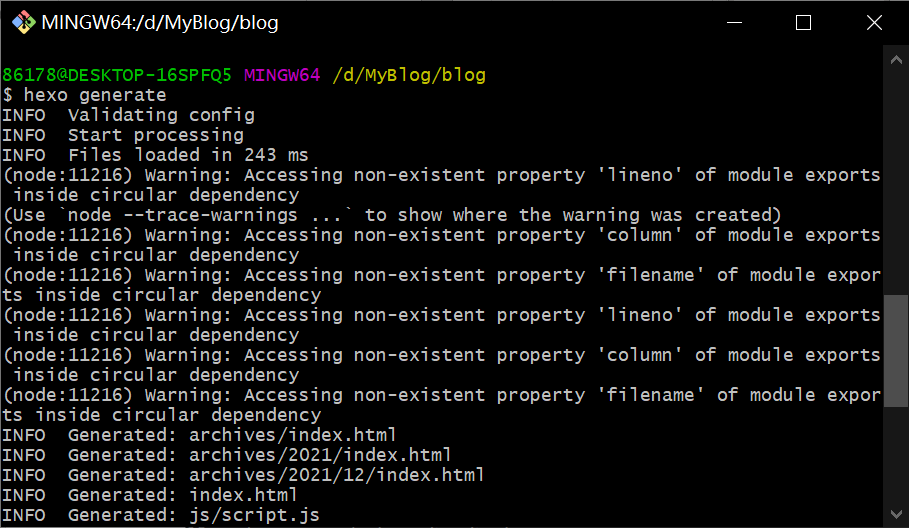 MINGW64:/d/MyBlog/blog
86178@DESKTOP-16SPFQ5 MINGW64 /d/MyBlog/blog
$ hexo generate
INFO  Validating config
INFO  Start processing
INFO  Files loaded in 243 ms
(node:11216) Warning: Accessing non-existent property 'lineno' of module exports
 inside circular dependency
(Use `node --trace-warnings ...` to show where the warning was created)
(node:11216) Warning: Accessing non-existent property 'column' of module exports
 inside circular dependency
(node:11216) Warning: Accessing non-existent property 'filename' of module expor
ts inside circular dependency
(node:11216) Warning: Accessing non-existent property 'lineno' of module exports
 inside circular dependency
(node:11216) Warning: Accessing non-existent property 'column' of module exports
 inside circular dependency
(node:11216) Warning: Accessing non-existent property 'filename' of module expor
ts inside circular dependency
INFO  Generated: archives/index.html
INFO  Generated: archives/2021/index.html
INFO  Generated: archives/2021/12/index.html
INFO  Generated: index.html
INFO  Generated: js/script.js